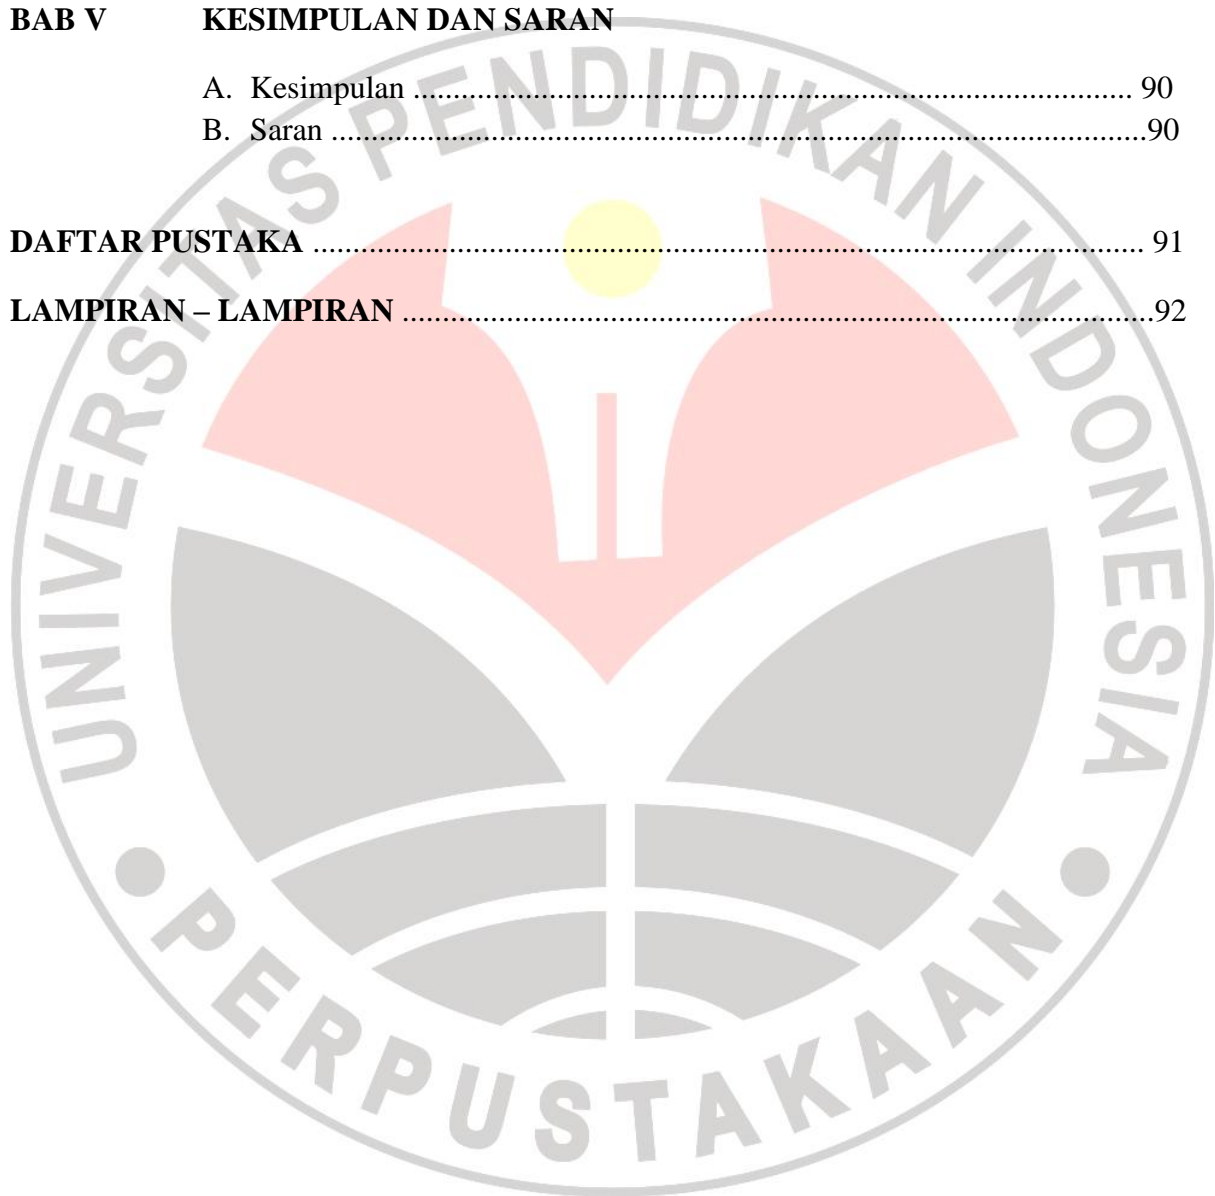 BAB V KESIMPULAN DAN SARAN
A. Kesimpulan .......................................................................................... 90
B. Saran ......................................................................................................90
DAFTAR PUSTAKA ........................................................................................................ 91
LAMPIRAN – LAMPIRAN ..............................................................................................92
UNIVERSITAS PENDIDIKAN INDONESIA
PERPUSTAKAAN